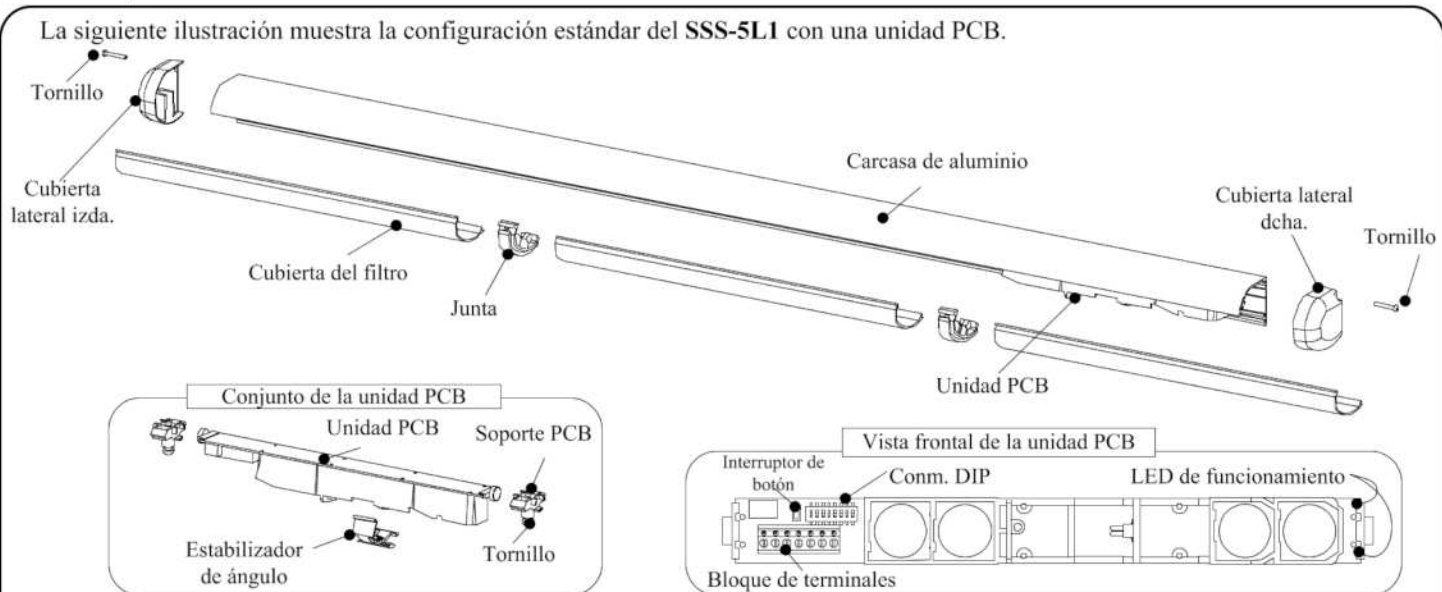 La siguiente ilustración muestra la configuración estándar del SSS-5L1 con una unidad PCB.
Tornillo
Cubierta
lateral izda.
Carcasa de aluminio
Cubierta lateral
dcha.
Tornillo
Cubierta del filtro
Junta
Unidad PCB
Conjunto de la unidad PCB
Unidad PCB
Soporte PCB
Estabilizador
de ángulo
Tornillo
Vista frontal de la unidad PCB
Interruptor de
botón
Conm. DIP
LED de funcionamiento
Bloque de terminales